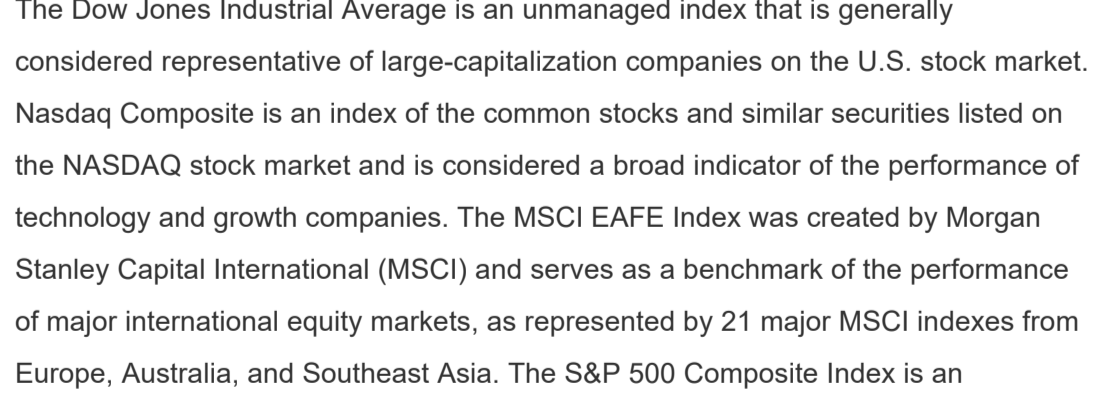 The Dow Jones Industrial Average is an unmanaged index that is generally
considered representative of large-capitalization companies on the U.S. stock market.
Nasdaq Composite is an index of the common stocks and similar securities listed on
the NASDAQ stock market and is considered a broad indicator of the performance of
technology and growth companies. The MSCI EAFE Index was created by Morgan
Stanley Capital International (MSCI) and serves as a benchmark of the performance
of major international equity markets, as represented by 21 major MSCI indexes from
Europe, Australia, and Southeast Asia. The S&P 500 Composite Index is an